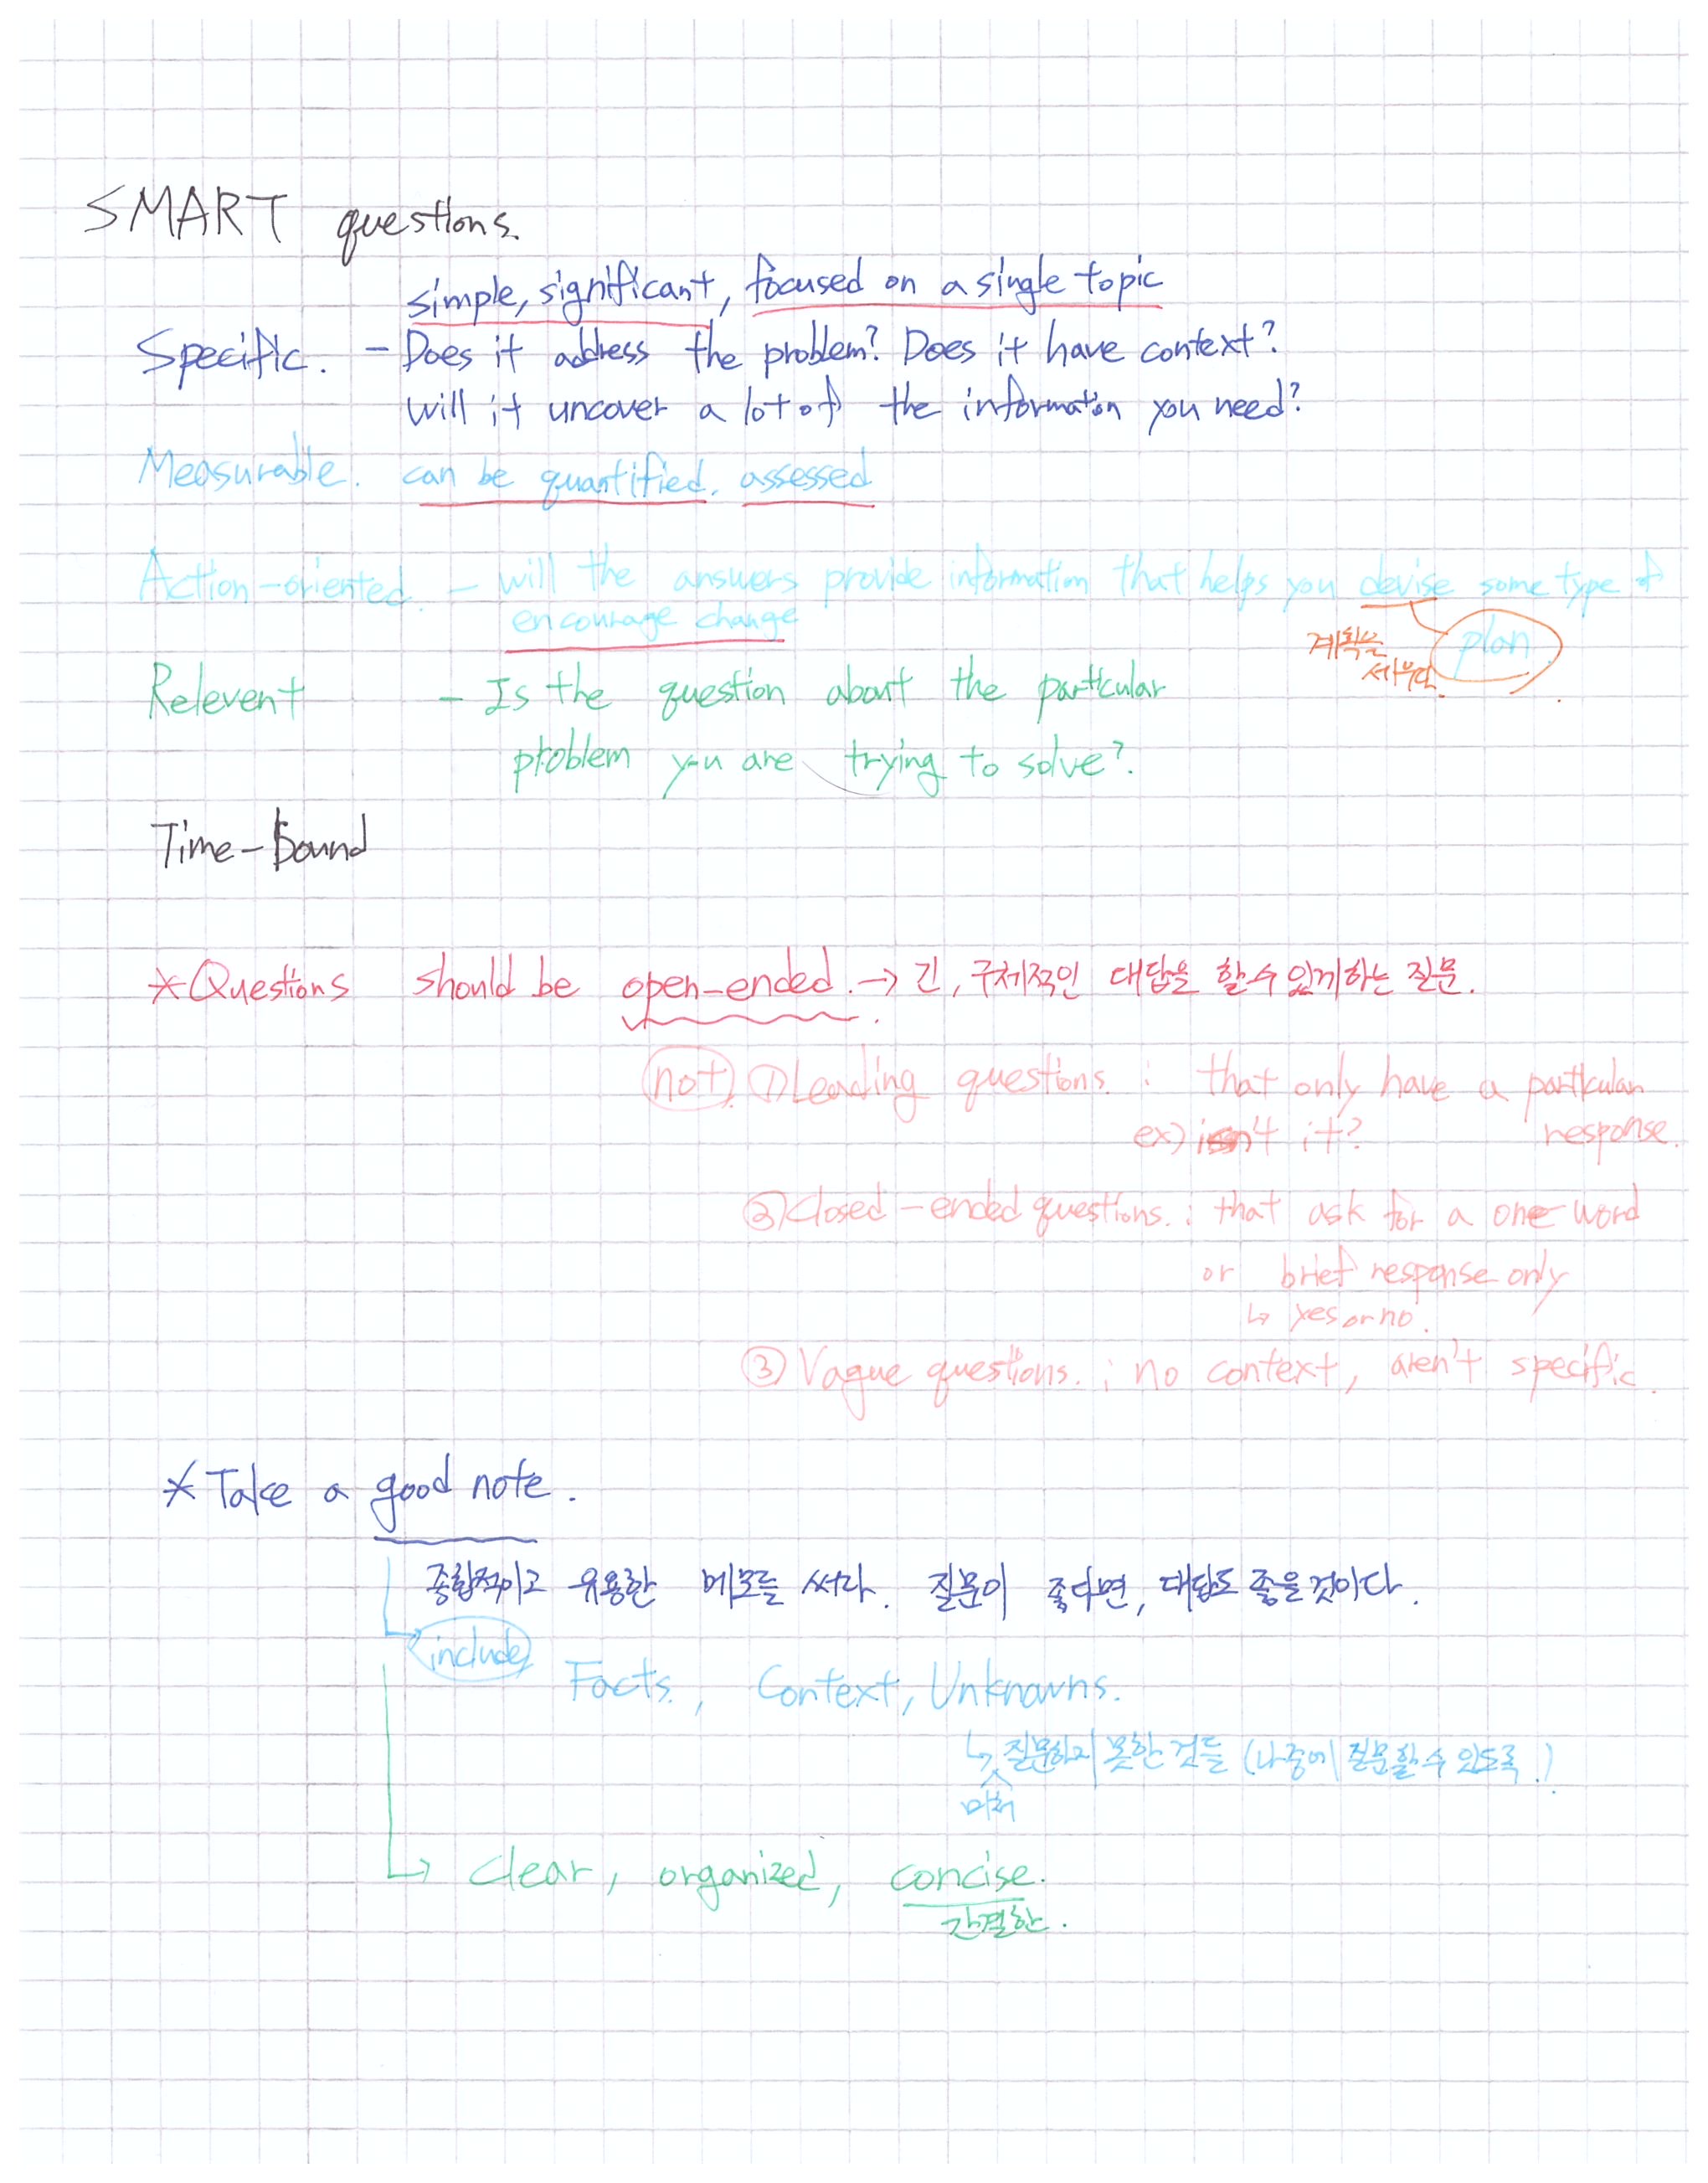 SMART questions.
simple, significant, focused on a single topic
Specific. - Does it address the problem? Does it have context?
will it uncover a lot of the information you need?
Measurable. can be quantified. assessed
Action-oriented. - will the answers provide information that helps you devise some type of
encourage change
계획을 세우다. plan.
Relevent - Is the question about the particular
problem you are trying to solve?
Time-bound
*Questions should be open-ended. → 긴, 구체적인 대답을 할 수 있게하는 질문.
not. ①Leading questions. : that only have a particular
ex) isn't it? response.
②Closed-ended questions. : that ask for a one-word
or brief response only
↳ yes or no.
③Vague questions. : no context, aren't specific.
*Take a good note.
종합적이고 유용한 메모를 써라. 질문이 좋다면, 대답도 좋을것이다.
include
Facts, Context, Unknowns.
↳ 질문하지 못한 것들 (나중에 질문할 수 있도록.)
미처
↳ clear, organized, concise.
간결한.